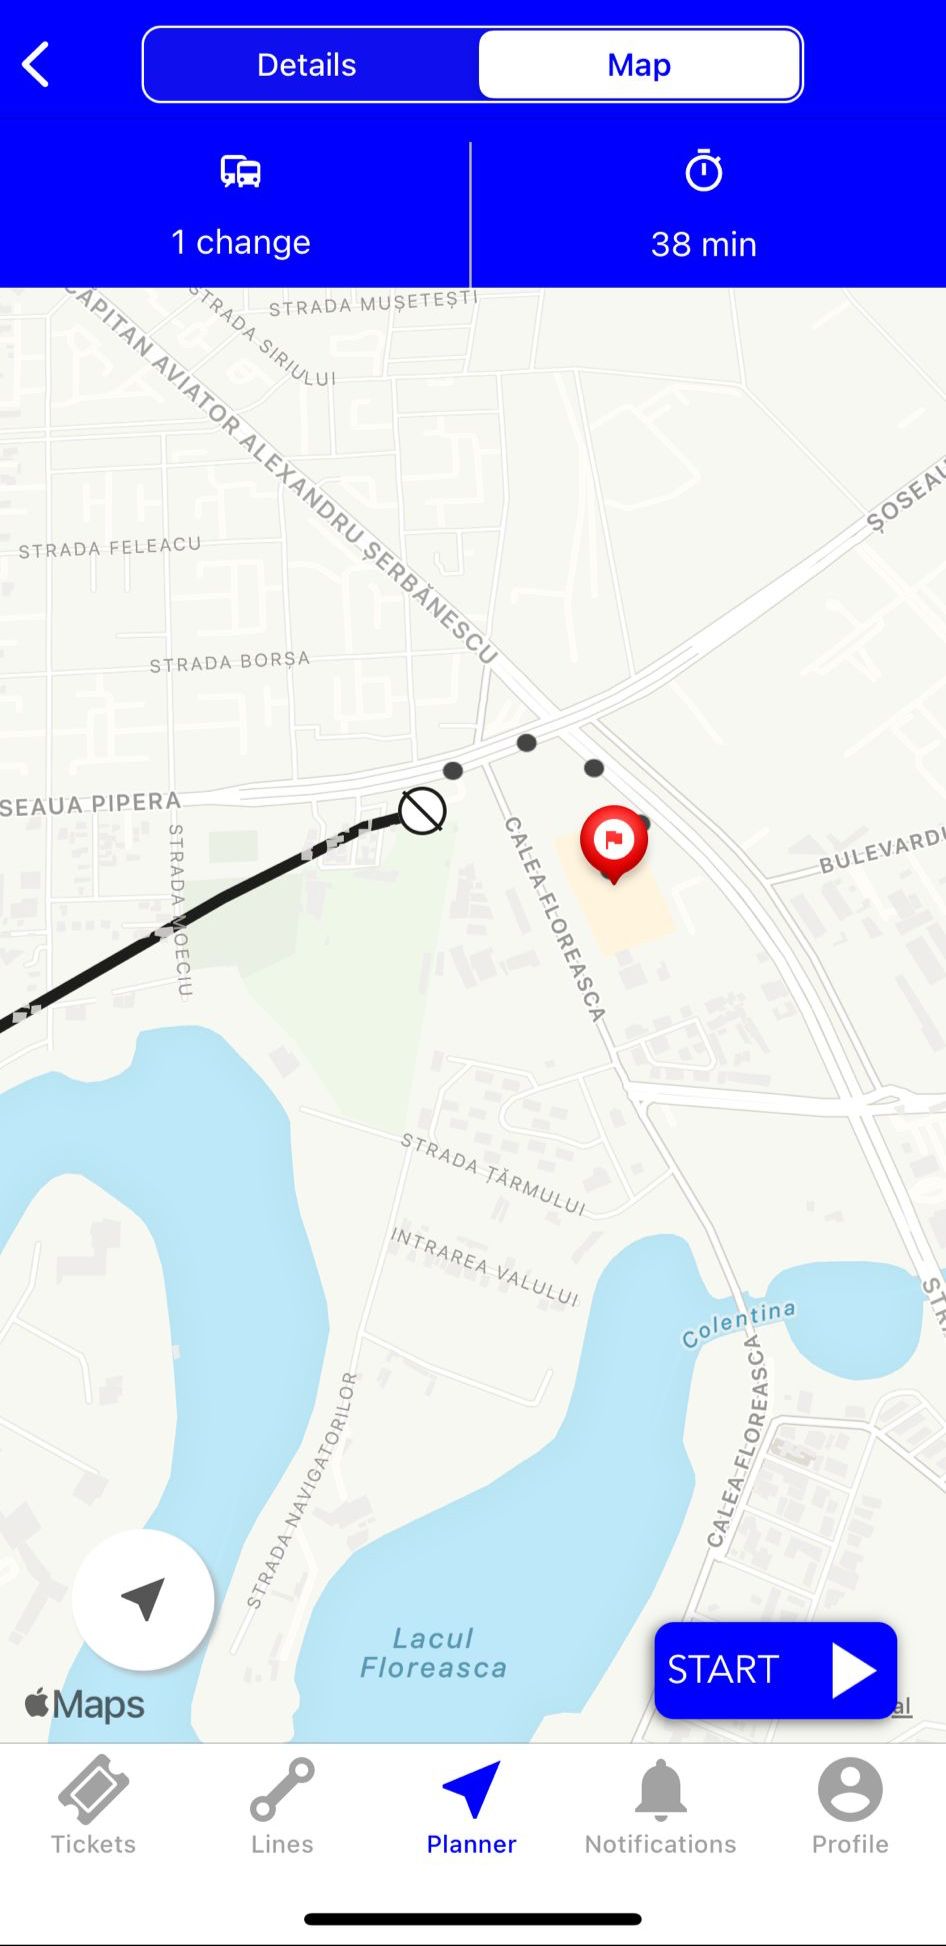 Details
Map
1 change
38 min
STRADA MUȘETEȘTI
STRADA SIRIULUI
CĂPITAN AVIATOR ALEXANDRU ȘERBĂNESCU
STRADA FELEACU
STRADA BORȘA
SEAUA PIPERA
STRADA MOECIU
CALEA FLOREASCA
STRADA ȚĂRMULUI
INTRAREA VALULUI
Colentina
CALEA FLOREASCA
STRADA NAVIGATORILOR
Lacul
Floreasca
START
Maps
al
Tickets
Lines
Planner
Notifications
Profile